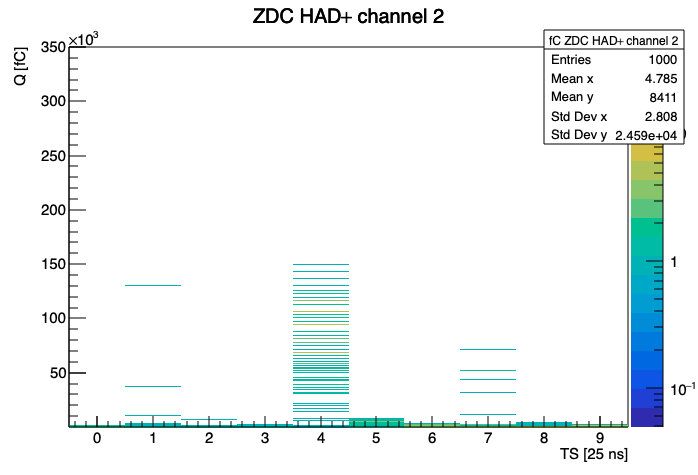 ZDC HAD+ channel 2
×10³
Q [fC]
350
300
250
200
150
100
50
fC ZDC HAD+ channel 2
Entries 1000
Mean x 4.785
Mean y 8411
Std Dev x 2.808
Std Dev y 2.459e+04
1
10⁻¹
0 1 2 3 4 5 6 7 8 9
TS [25 ns]